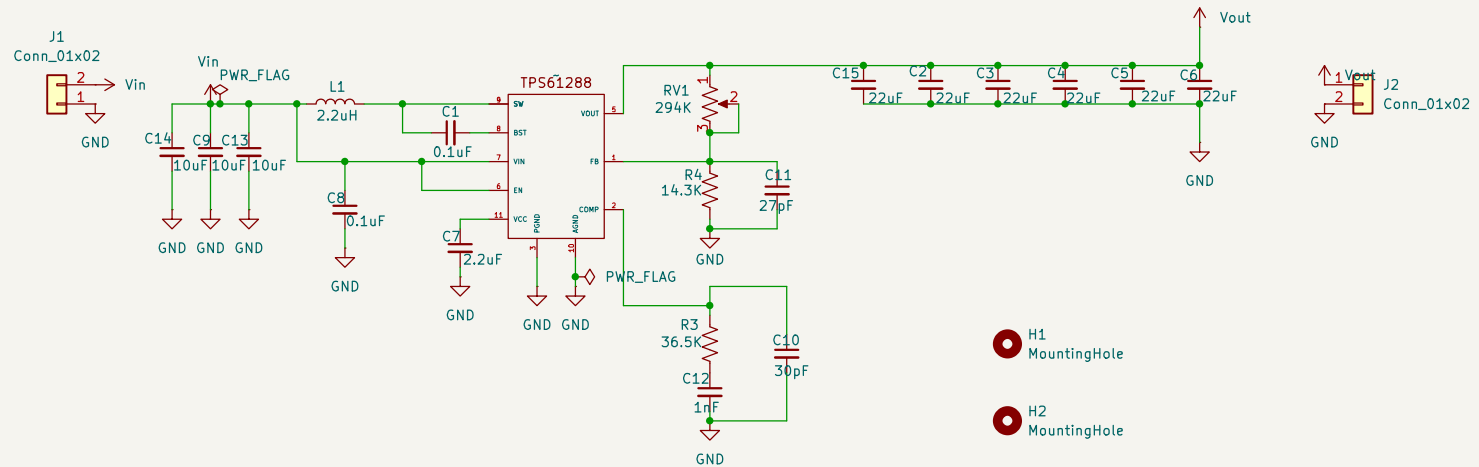 J1
Conn_01x02
2
Vin
1
GND
Vin
PWR_FLAG
L1
2.2uH
C14
10uF
C9
10uF
C13
10uF
GND
GND
GND
C8
0.1uF
GND
C1
0.1uF
C7
2.2uF
GND
TPS61288
9
SW
8
BST
7
VIN
6
EN
11
VCC
VOUT
5
FB
1
COMP
2
PGND
3
AGND
10
GND
GND
PWR_FLAG
RV1
294K
1
2
3
R4
14.3K
C11
27pF
GND
R3
36.5K
C10
30pF
C12
1nF
GND
C15
22uF
C2
22uF
C3
22uF
C4
22uF
C5
22uF
C6
22uF
Vout
GND
Vout
1
2
J2
Conn_01x02
GND
H1
MountingHole
H2
MountingHole